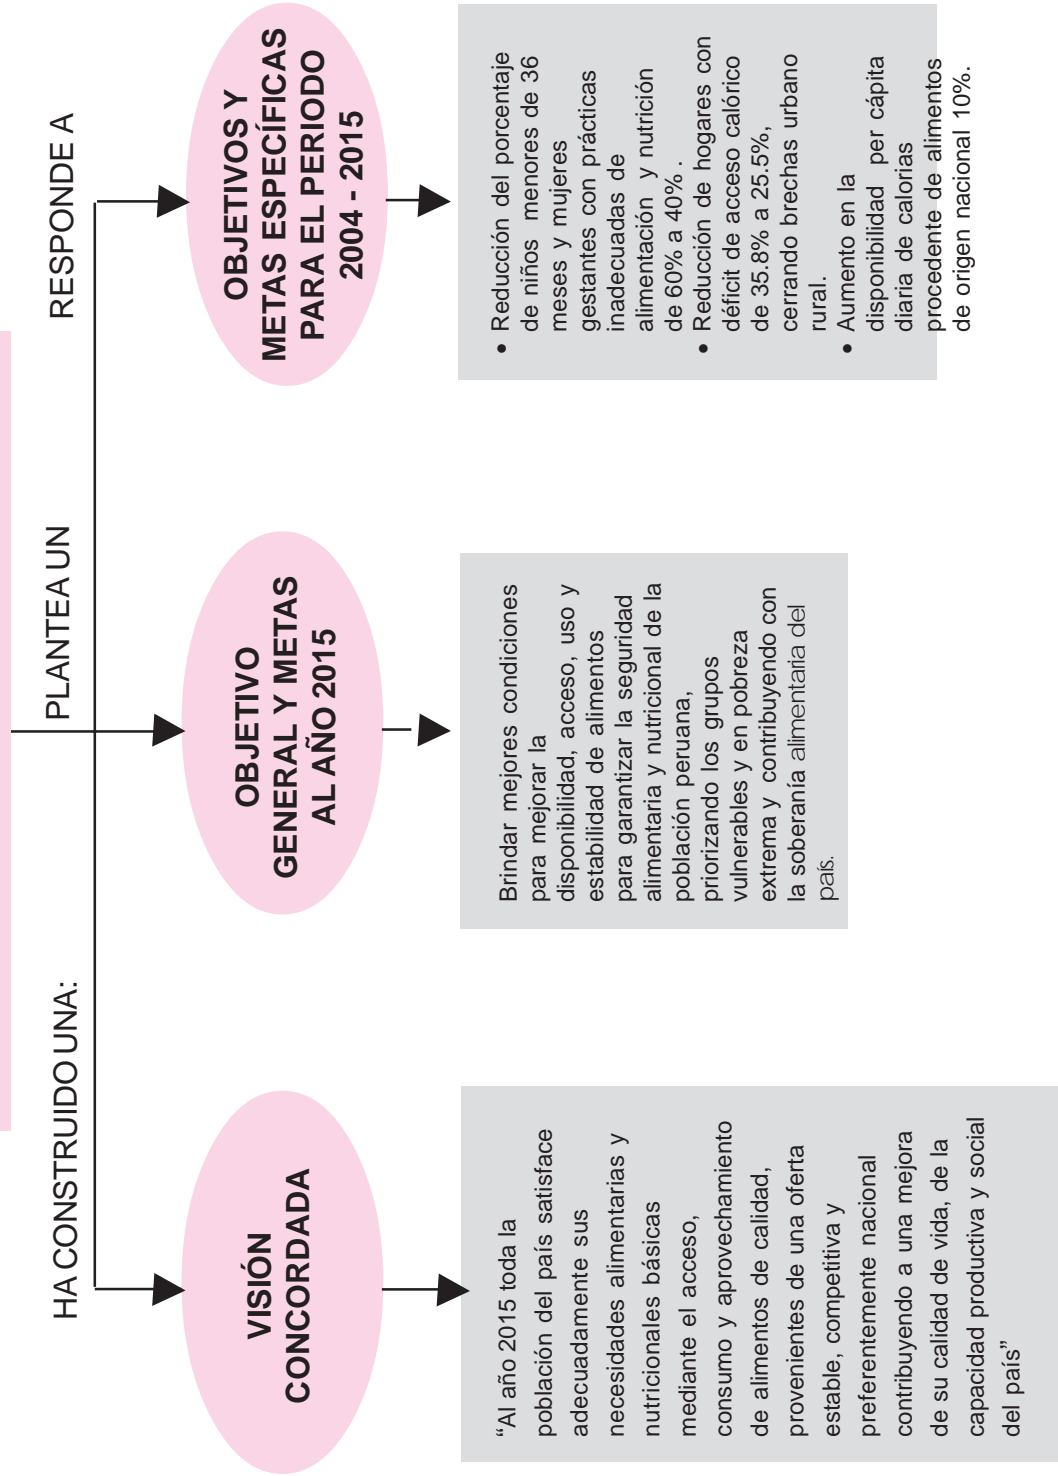 HA CONSTRUIDO UNA:
VISIÓN
CONCORDADA
“Al año 2015 toda la
población del país satisface
adecuadamente sus
necesidades alimentarias y
nutricionales básicas
mediante el acceso,
consumo y aprovechamiento
de alimentos de calidad,
provenientes de una oferta
estable, competitiva y
preferentemente nacional
contribuyendo a una mejora
de su calidad de vida, de la
capacidad productiva y social
del país”
PLANTEA UN
OBJETIVO
GENERAL Y METAS
AL AÑO 2015
Brindar mejores condiciones
para mejorar la
disponibilidad, acceso, uso y
estabilidad de alimentos
para garantizar la seguridad
alimentaria y nutricional de la
población peruana,
priorizando los grupos
vulnerables y en pobreza
extrema y contribuyendo con
la soberanía alimentaria del
país.
RESPONDE A
OBJETIVOS Y
METAS ESPECÍFICAS
PARA EL PERIODO
2004 - 2015
• Reducción del porcentaje
de niños menores de 36
meses y mujeres
gestantes con prácticas
inadecuadas de
alimentación y nutrición
de 60% a 40% .
• Reducción de hogares con
déficit de acceso calórico
de 35.8% a 25.5%,
cerrando brechas urbano
rural.
• Aumento en la
disponibilidad per cápita
diaria de calorias
procedente de alimentos
de origen nacional 10%.